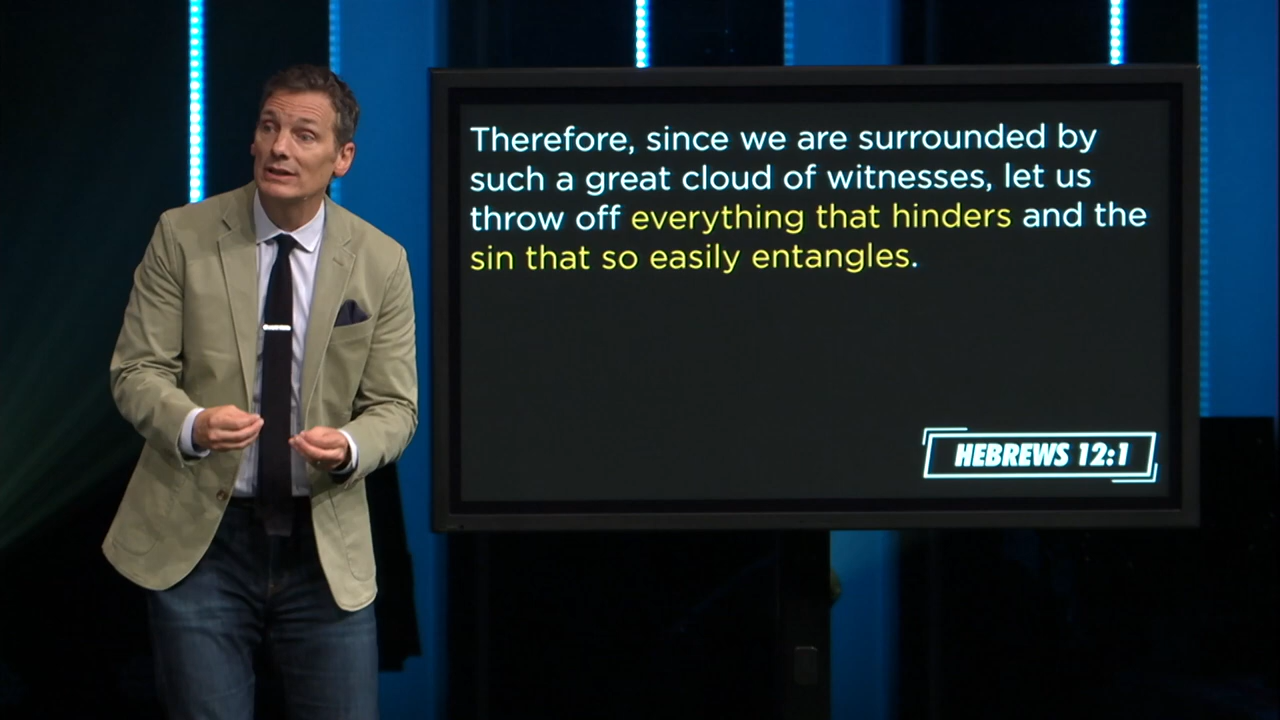 Therefore, since we are surrounded by
such a great cloud of witnesses, let us
throw off everything that hinders and the
sin that so easily entangles.
HEBREWS 12:1